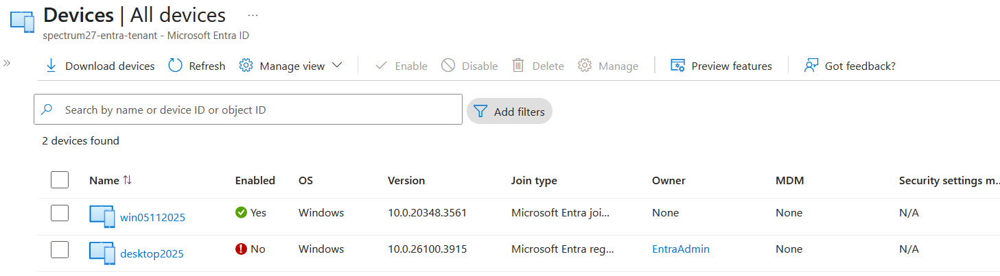 Devices | All devices ...
spectrum27-entra-tenant - Microsoft Entra ID
Download devices Refresh Manage view Enable Disable Delete Manage Preview features Got feedback?
Search by name or device ID or object ID Add filters
2 devices found
Name Enabled OS Version Join type Owner MDM Security settings m...
win05112025 Yes Windows 10.0.20348.3561 Microsoft Entra joi... None None N/A
desktop2025 No Windows 10.0.26100.3915 Microsoft Entra reg... EntraAdmin None N/A